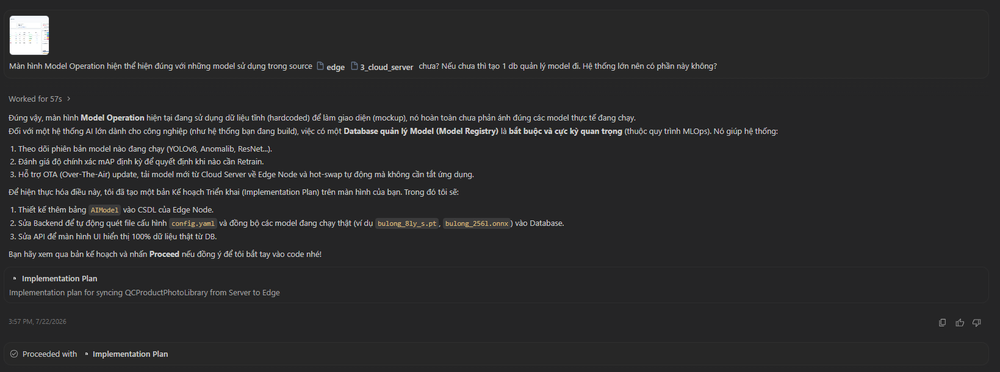 Màn hình Model Operation hiện thể hiện đúng với những model sử dụng trong source edge 3_cloud_server chưa? Nếu chưa thì tạo 1 db quản lý model đi. Hệ thống lớn nên có phần này không?
Worked for 57s
Đúng vậy, màn hình Model Operation hiện tại đang sử dụng dữ liệu tĩnh (hardcoded) để làm giao diện (mockup), nó hoàn toàn chưa phản ánh đúng các model thực tế đang chạy.
Đối với một hệ thống AI lớn dành cho công nghiệp (như hệ thống bạn đang build), việc có một Database quản lý Model (Model Registry) là bắt buộc và cực kỳ quan trọng (thuộc quy trình MLOps). Nó giúp hệ thống:
1. Theo dõi phiên bản model nào đang chạy (YOLOv8, Anomalib, ResNet...).
2. Đánh giá độ chính xác mAP định kỳ để quyết định khi nào cần Retrain.
3. Hỗ trợ OTA (Over-The-Air) update, tải model mới từ Cloud Server về Edge Node và hot-swap tự động mà không cần tắt ứng dụng.
Để hiện thực hóa điều này, tôi đã tạo một bản Kế hoạch Triển khai (Implementation Plan) trên màn hình của bạn. Trong đó tôi sẽ:
1. Thiết kế thêm bảng AIModel vào CSDL của Edge Node.
2. Sửa Backend để tự động quét file cấu hình config.yaml và đồng bộ các model đang chạy thật (ví dụ bulong_8ly_s.pt, bulong_256l.onnx) vào Database.
3. Sửa API để màn hình UI hiển thị 100% dữ liệu thật từ DB.
Bạn hãy xem qua bản kế hoạch và nhấn Proceed nếu đồng ý để tôi bắt tay vào code nhé!
Implementation Plan
Implementation plan for syncing QCProductPhotoLibrary from Server to Edge
3:57 PM, 7/22/2026
Proceeded with Implementation Plan